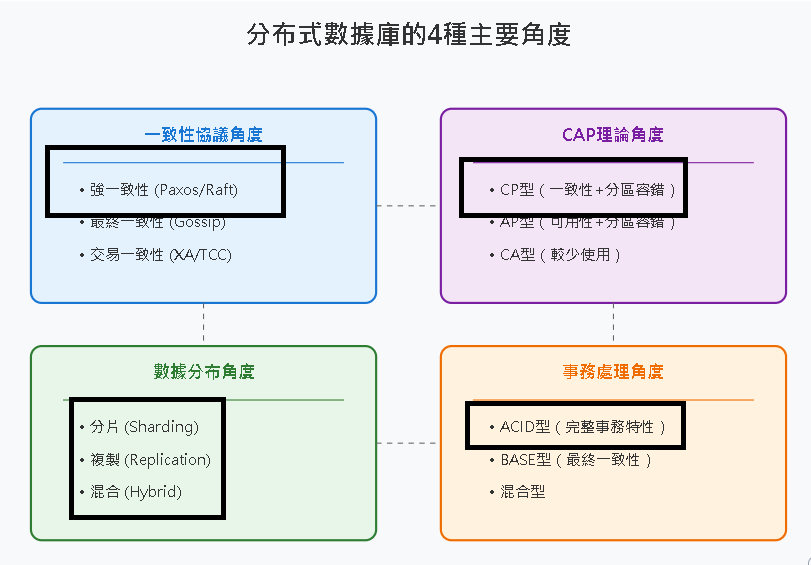 分布式數據庫的4種主要角度
一致性協議角度
• 強一致性 (Paxos/Raft)
• 最終一致性 (Gossip)
• 交易一致性 (XA/TCC)
CAP理論角度
• CP型 ( 一致性+分區容錯 )
• AP型 ( 可用性+分區容錯 )
• CA型 ( 較少使用 )
數據分布角度
• 分片 (Sharding)
• 複製 (Replication)
• 混合 (Hybrid)
事務處理角度
• ACID型 ( 完整事務特性 )
• BASE型 ( 最終一致性 )
• 混合型